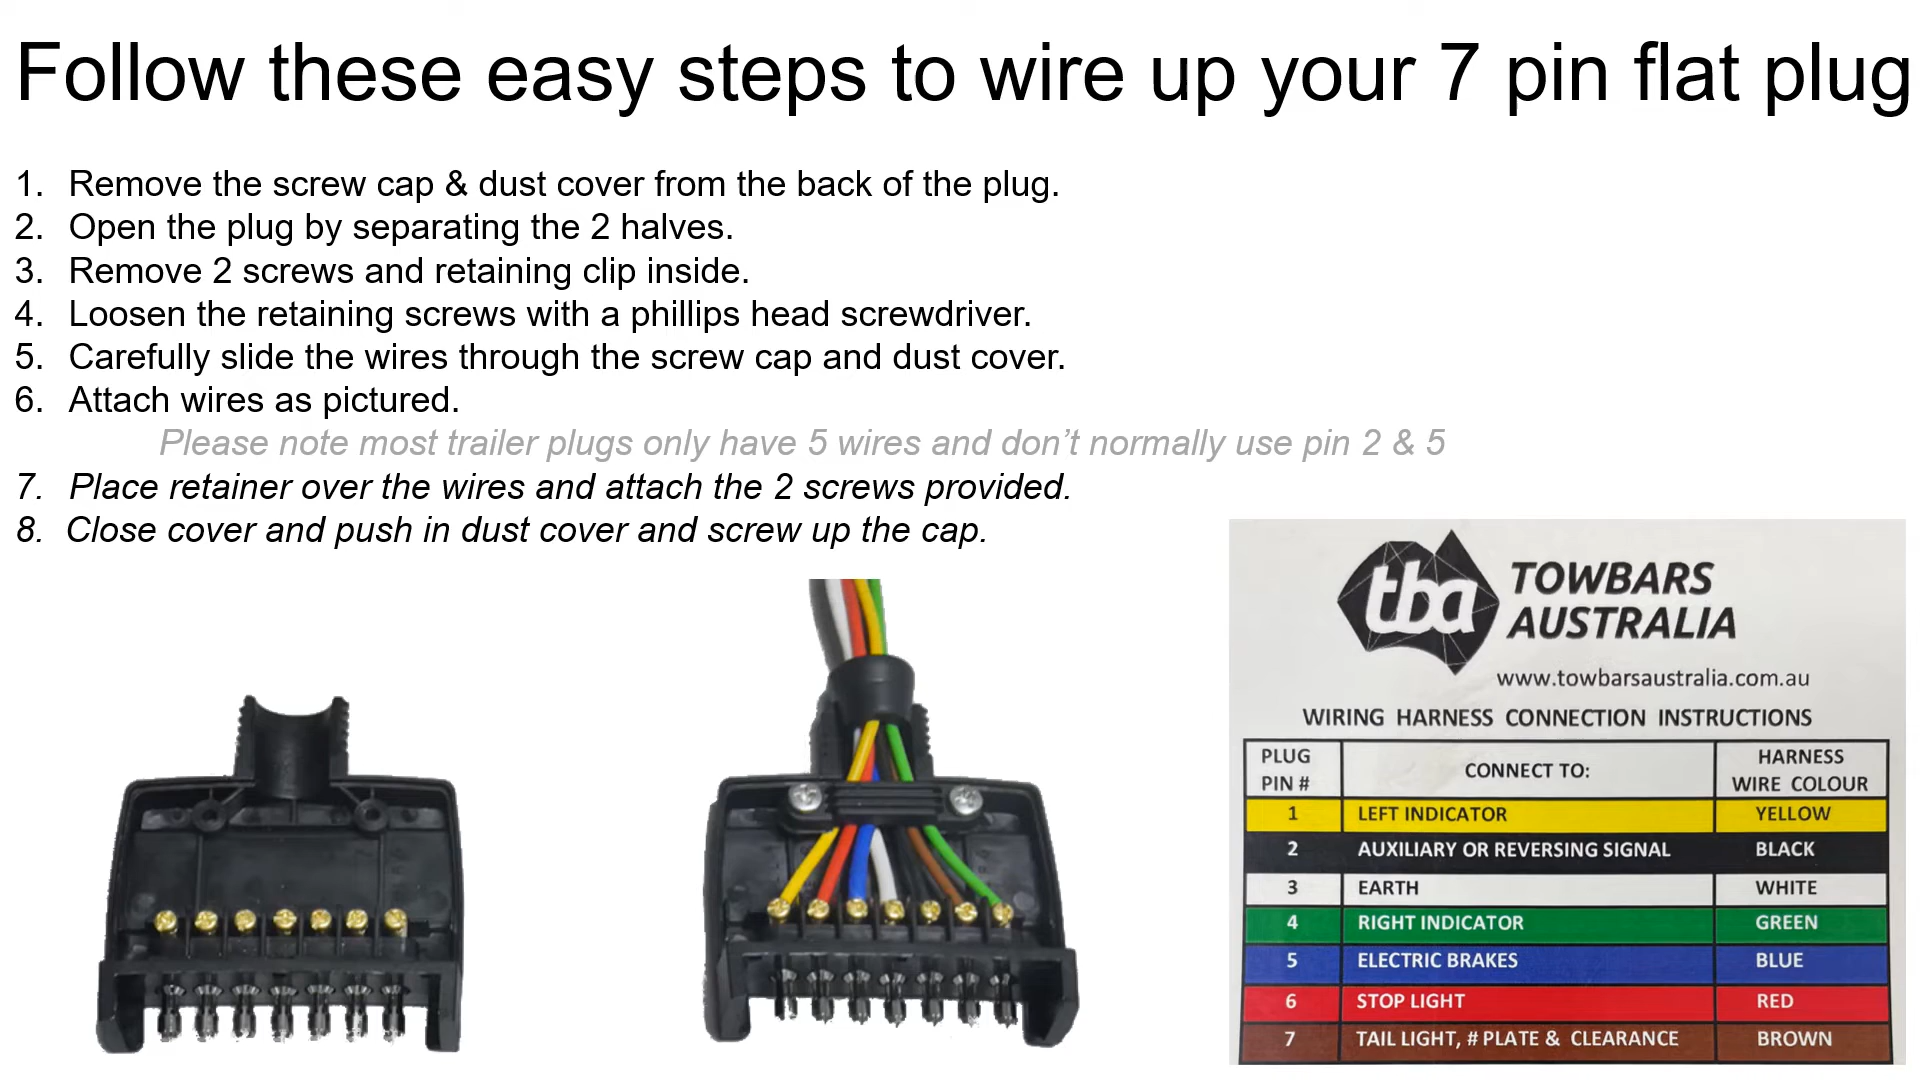 Follow these easy steps to wire up your 7 pin flat plug
1. Remove the screw cap & dust cover from the back of the plug.
2. Open the plug by separating the 2 halves.
3. Remove 2 screws and retaining clip inside.
4. Loosen the retaining screws with a phillips head screwdriver.
5. Carefully slide the wires through the screw cap and dust cover.
6. Attach wires as pictured.
Please note most trailer plugs only have 5 wires and don’t normally use pin 2 & 5
7. Place retainer over the wires and attach the 2 screws provided.
8. Close cover and push in dust cover and screw up the cap.
tba TOWBARS
AUSTRALIA
www.towbarsaustralia.com.au
WIRING HARNESS CONNECTION INSTRUCTIONS
PLUG PIN # CONNECT TO: HARNESS WIRE COLOUR
1 LEFT INDICATOR YELLOW
2 AUXILIARY OR REVERSING SIGNAL BLACK
3 EARTH WHITE
4 RIGHT INDICATOR GREEN
5 ELECTRIC BRAKES BLUE
6 STOP LIGHT RED
7 TAIL LIGHT, # PLATE & CLEARANCE BROWN